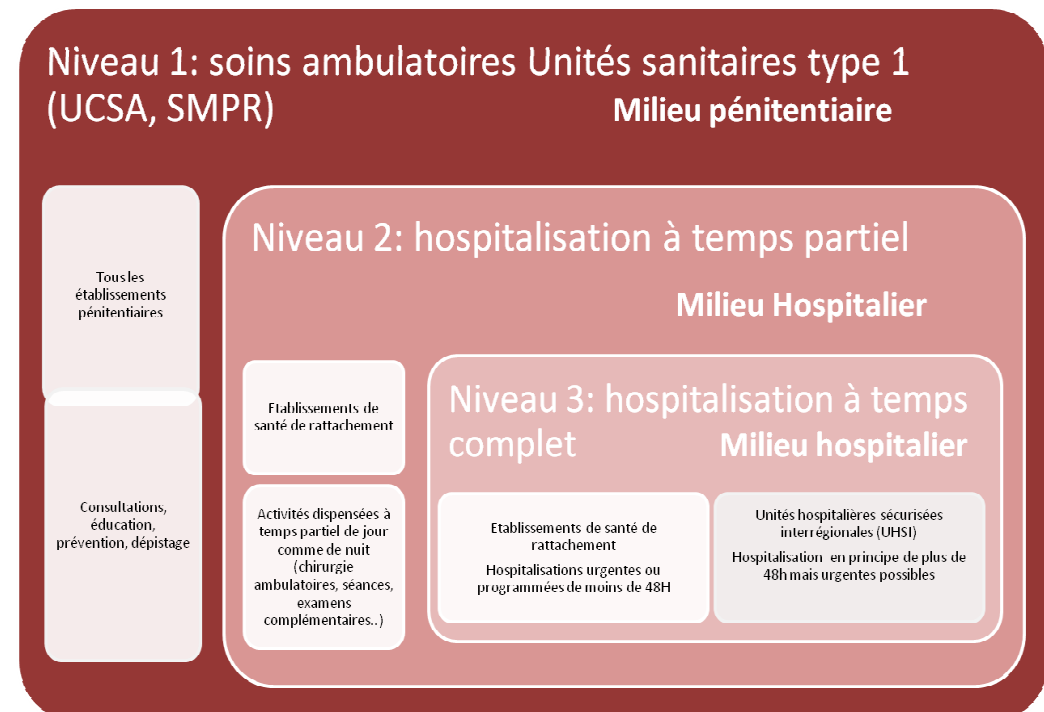 Niveau 1: soins ambulatoires Unités sanitaires type 1
(UCSA, SMPR)
Milieu pénitentiaire
Tous les
établissements
pénitentiaires
Consultations,
éducation,
prévention, dépistage
Niveau 2: hospitalisation à temps partiel
Milieu Hospitalier
Etablissements de
santé de rattachement
Activités dispensées à
temps partiel de jour
comme de nuit
(chirurgie
ambulatoires, séances,
examens
complémentaires..)
Niveau 3: hospitalisation à temps
complet
Milieu hospitalier
Etablissements de santé de
rattachement
Hospitalisations urgentes ou
programmées de moins de 48H
Unités hospitalières sécurisées
interrégionales (UHSI)
Hospitalisation en principe de plus de
48h mais urgentes possibles